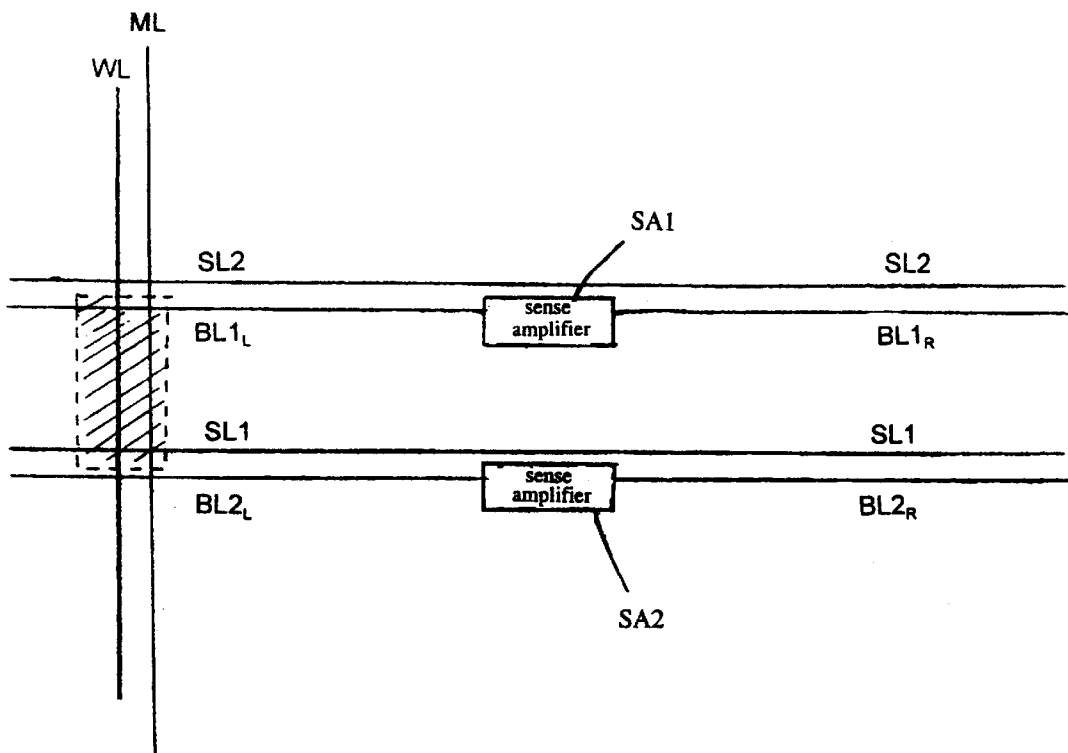 ML
WL
SA1
SL2
SL2
sense
amplifier
BL1L
BL1R
SL1
SL1
sense
amplifier
BL2L
BL2R
SA2